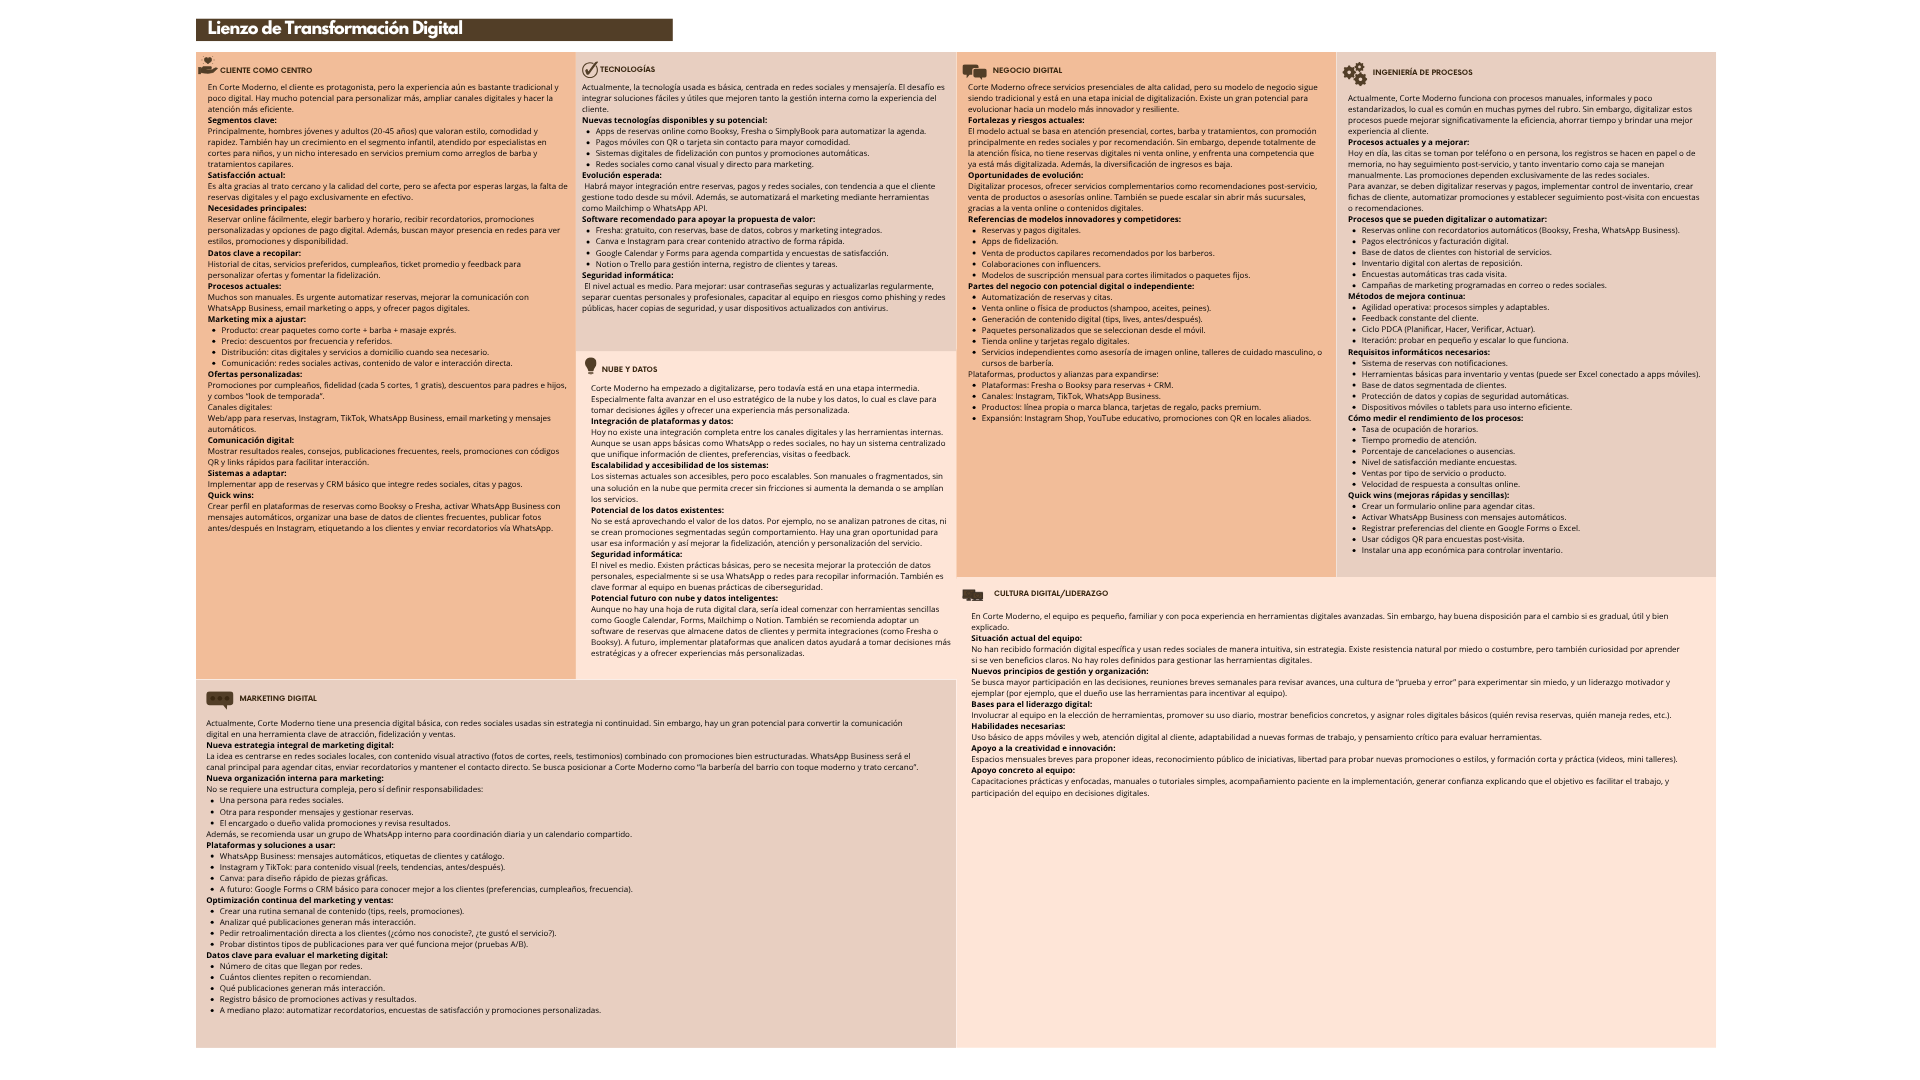 Lienzo de Transformación Digital
CLIENTE COMO CENTRO
En Corte Moderno, el cliente es protagonista, pero la experiencia aún es bastante tradicional y
poco digital. Hay mucho potencial para personalizar más, ampliar canales digitales y hacer la
atención más eficiente.
Segmentos clave:
Principalmente, hombres jóvenes y adultos (20-45 años) que valoran estilo, comodidad y
rapidez. También hay un crecimiento en el segmento infantil, atendido por especialistas en
cortes para niños, y un nicho interesado en servicios premium como arreglos de barba y
tratamientos capilares.
Satisfacción actual:
Es alta gracias al trato cercano y la calidad del corte, pero se afecta por esperas largas, la falta de
reservas digitales y el pago exclusivamente en efectivo.
Necesidades principales:
Reservar online fácilmente, elegir barbero y horario, recibir recordatorios, promociones
personalizadas y opciones de pago digital. Además, buscan mayor presencia en redes para ver
estilos, promociones y disponibilidad.
Datos clave a recopilar:
Historial de citas, servicios preferidos, cumpleaños, ticket promedio y feedback para
personalizar ofertas y fomentar la fidelización.
Procesos actuales:
Muchos son manuales. Es urgente automatizar reservas, mejorar la comunicación con
WhatsApp Business, email marketing o apps, y ofrecer pagos digitales.
Marketing mix a ajustar:
• Producto: crear paquetes como corte + barba + masaje exprés.
• Precio: descuentos por frecuencia y referidos.
• Distribución: citas digitales y servicios a domicilio cuando sea necesario.
• Comunicación: redes sociales activas, contenido de valor e interacción directa.
Ofertas personalizadas:
Promociones por cumpleaños, fidelidad (cada 5 cortes, 1 gratis), descuentos para padres e hijos,
y combos “look de temporada”.
Canales digitales:
Web/app para reservas, Instagram, TikTok, WhatsApp Business, email marketing y mensajes
automáticos.
Comunicación digital:
Mostrar resultados reales, consejos, publicaciones frecuentes, reels, promociones con códigos
QR y links rápidos para facilitar interacción.
Sistemas a adaptar:
Implementar app de reservas y CRM básico que integre redes sociales, citas y pagos.
Quick wins:
Crear perfil en plataformas de reservas como Booksy o Fresha, activar WhatsApp Business con
mensajes automáticos, organizar una base de datos de clientes frecuentes, publicar fotos
antes/después en Instagram, etiquetando a los clientes y enviar recordatorios vía WhatsApp.
TECNOLOGÍAS
Actualmente, la tecnología usada es básica, centrada en redes sociales y mensajería. El desafío es
integrar soluciones fáciles y útiles que mejoren tanto la gestión interna como la experiencia del
cliente.
Nuevas tecnologías disponibles y su potencial:
• Apps de reservas online como Booksy, Fresha o SimplyBook para automatizar la agenda.
• Pagos móviles con QR o tarjeta sin contacto para mayor comodidad.
• Sistemas digitales de fidelización con puntos y promociones automáticas.
• Redes sociales como canal visual y directo para marketing.
Evolución esperada:
Habrá mayor integración entre reservas, pagos y redes sociales, con tendencia a que el cliente
gestione todo desde su móvil. Además, se automatizará el marketing mediante herramientas
como Mailchimp o WhatsApp API.
Software recomendado para apoyar la propuesta de valor:
• Fresha: gratuito, con reservas, base de datos, cobros y marketing integrados.
• Canva e Instagram para crear contenido atractivo de forma rápida.
• Google Calendar y Forms para agenda compartida y encuestas de satisfacción.
• Notion o Trello para gestión interna, registro de clientes y tareas.
Seguridad informática:
El nivel actual es medio. Para mejorar: usar contraseñas seguras y actualizarlas regularmente,
separar cuentas personales y profesionales, capacitar al equipo en riesgos como phishing y redes
públicas, hacer copias de seguridad, y usar dispositivos actualizados con antivirus.
NUBE Y DATOS
Corte Moderno ha empezado a digitalizarse, pero todavía está en una etapa intermedia.
Especialmente falta avanzar en el uso estratégico de la nube y los datos, lo cual es clave para
tomar decisiones ágiles y ofrecer una experiencia más personalizada.
Integración de plataformas y datos:
Hoy no existe una integración completa entre los canales digitales y las herramientas internas.
Aunque se usan apps básicas como WhatsApp o redes sociales, no hay un sistema centralizado
que unifique información de clientes, preferencias, visitas o feedback.
Escalabilidad y accesibilidad de los sistemas:
Los sistemas actuales son accesibles, pero poco escalables. Son manuales o fragmentados, sin
una solución en la nube que permita crecer sin fricciones si aumenta la demanda o se amplían
los servicios.
Potencial de los datos existentes:
No se está aprovechando el valor de los datos. Por ejemplo, no se analizan patrones de citas, ni
se crean promociones segmentadas según comportamiento. Hay una gran oportunidad para
usar esa información y así mejorar la fidelización, atención y personalización del servicio.
Seguridad informática:
El nivel es medio. Existen prácticas básicas, pero se necesita mejorar la protección de datos
personales, especialmente si se usa WhatsApp o redes para recopilar información. También es
clave formar al equipo en buenas prácticas de ciberseguridad.
Potencial futuro con nube y datos inteligentes:
Aunque no hay una hoja de ruta digital clara, sería ideal comenzar con herramientas sencillas
como Google Calendar, Forms, Mailchimp o Notion. También se recomienda adoptar un
software de reservas que almacene datos de clientes y permita integraciones (como Fresha o
Booksy). A futuro, implementar plataformas que analicen datos ayudará a tomar decisiones más
estratégicas y a ofrecer experiencias más personalizadas.
NEGOCIO DIGITAL
Corte Moderno ofrece servicios presenciales de alta calidad, pero su modelo de negocio sigue
siendo tradicional y está en una etapa inicial de digitalización. Existe un gran potencial para
evolucionar hacia un modelo más innovador y resiliente.
Fortalezas y riesgos actuales:
El modelo actual se basa en atención presencial, cortes, barba y tratamientos, con promoción
principalmente en redes sociales y por recomendación. Sin embargo, depende totalmente de
la atención física, no tiene reservas digitales ni venta online, y enfrenta una competencia que
ya está más digitalizada. Además, la diversificación de ingresos es baja.
Oportunidades de evolución:
Digitalizar procesos, ofrecer servicios complementarios como recomendaciones post-servicio,
venta de productos o asesorías online. También se puede escalar sin abrir más sucursales,
gracias a la venta online o contenidos digitales.
Referencias de modelos innovadores y competidores:
• Reservas y pagos digitales.
• Apps de fidelización.
• Venta de productos capilares recomendados por los barberos.
• Colaboraciones con influencers.
• Modelos de suscripción mensual para cortes ilimitados o paquetes fijos.
Partes del negocio con potencial digital o independiente:
• Automatización de reservas y citas.
• Venta online o física de productos (shampoo, aceites, peines).
• Generación de contenido digital (tips, lives, antes/después).
• Paquetes personalizados que se seleccionan desde el móvil.
• Tienda online y tarjetas regalo digitales.
• Servicios independientes como asesoría de imagen online, talleres de cuidado masculino, o
cursos de barbería.
Plataformas, productos y alianzas para expandirse:
• Plataformas: Fresha o Booksy para reservas + CRM.
• Canales: Instagram, TikTok, WhatsApp Business.
• Productos: línea propia o marca blanca, tarjetas de regalo, packs premium.
• Expansión: Instagram Shop, YouTube educativo, promociones con QR en locales aliados.
INGENIERÍA DE PROCESOS
Actualmente, Corte Moderno funciona con procesos manuales, informales y poco
estandarizados, lo cual es común en muchas pymes del rubro. Sin embargo, digitalizar estos
procesos puede mejorar significativamente la eficiencia, ahorrar tiempo y brindar una mejor
experiencia al cliente.
Procesos actuales y a mejorar:
Hoy en día, las citas se toman por teléfono o en persona, los registros se hacen en papel o de
memoria, no hay seguimiento post-servicio, y tanto inventario como caja se manejan
manualmente. Las promociones dependen exclusivamente de las redes sociales.
Para avanzar, se deben digitalizar reservas y pagos, implementar control de inventario, crear
fichas de cliente, automatizar promociones y establecer seguimiento post-visita con encuestas
o recomendaciones.
Procesos que se pueden digitalizar o automatizar:
• Reservas online con recordatorios automáticos (Booksy, Fresha, WhatsApp Business).
• Pagos electrónicos y facturación digital.
• Base de datos de clientes con historial de servicios.
• Inventario digital con alertas de reposición.
• Encuestas automáticas tras cada visita.
• Campañas de marketing programadas en correo o redes sociales.
Métodos de mejora continua:
• Agilidad operativa: procesos simples y adaptables.
• Feedback constante del cliente.
• Ciclo PDCA (Planificar, Hacer, Verificar, Actuar).
• Iteración: probar en pequeño y escalar lo que funciona.
Requisitos informáticos necesarios:
• Sistema de reservas con notificaciones.
• Herramientas básicas para inventario y ventas (puede ser Excel conectado a apps móviles).
• Base de datos segmentada de clientes.
• Protección de datos y copias de seguridad automáticas.
• Dispositivos móviles o tablets para uso interno eficiente.
Cómo medir el rendimiento de los procesos:
• Tasa de ocupación de horarios.
• Tiempo promedio de atención.
• Porcentaje de cancelaciones o ausencias.
• Nivel de satisfacción mediante encuestas.
• Ventas por tipo de servicio o producto.
• Velocidad de respuesta a consultas online.
Quick wins (mejoras rápidas y sencillas):
• Crear un formulario online para agendar citas.
• Activar WhatsApp Business con mensajes automáticos.
• Registrar preferencias del cliente en Google Forms o Excel.
• Usar códigos QR para encuestas post-visita.
• Instalar una app económica para controlar inventario.
CULTURA DIGITAL/LIDERAZGO
En Corte Moderno, el equipo es pequeño, familiar y con poca experiencia en herramientas digitales avanzadas. Sin embargo, hay buena disposición para el cambio si es gradual, útil y bien
explicado.
Situación actual del equipo:
No han recibido formación digital específica y usan redes sociales de manera intuitiva, sin estrategia. Existe resistencia natural por miedo o costumbre, pero también curiosidad por aprender
si se ven beneficios claros. No hay roles definidos para gestionar las herramientas digitales.
Nuevos principios de gestión y organización:
Se busca mayor participación en las decisiones, reuniones breves semanales para revisar avances, una cultura de “prueba y error” para experimentar sin miedo, y un liderazgo motivador y
ejemplar (por ejemplo, que el dueño use las herramientas para incentivar al equipo).
Bases para el liderazgo digital:
Involucrar al equipo en la elección de herramientas, promover su uso diario, mostrar beneficios concretos, y asignar roles digitales básicos (quién revisa reservas, quién maneja redes, etc.).
Habilidades necesarias:
Uso básico de apps móviles y web, atención digital al cliente, adaptabilidad a nuevas formas de trabajo, y pensamiento crítico para evaluar herramientas.
Apoyo a la creatividad e innovación:
Espacios mensuales breves para proponer ideas, reconocimiento público de iniciativas, libertad para probar nuevas promociones o estilos, y formación corta y práctica (videos, mini talleres).
Apoyo concreto al equipo:
Capacitaciones prácticas y enfocadas, manuales o tutoriales simples, acompañamiento paciente en la implementación, generar confianza explicando que el objetivo es facilitar el trabajo, y
participación del equipo en decisiones digitales.
MARKETING DIGITAL
Actualmente, Corte Moderno tiene una presencia digital básica, con redes sociales usadas sin estrategia ni continuidad. Sin embargo, hay un gran potencial para convertir la comunicación
digital en una herramienta clave de atracción, fidelización y ventas.
Nueva estrategia integral de marketing digital:
La idea es centrarse en redes sociales locales, con contenido visual atractivo (fotos de cortes, reels, testimonios) combinado con promociones bien estructuradas. WhatsApp Business será el
canal principal para agendar citas, enviar recordatorios y mantener el contacto directo. Se busca posicionar a Corte Moderno como “la barbería del barrio con toque moderno y trato cercano”.
Nueva organización interna para marketing:
No se requiere una estructura compleja, pero sí definir responsabilidades:
• Una persona para redes sociales.
• Otra para responder mensajes y gestionar reservas.
• El encargado o dueño valida promociones y revisa resultados.
Además, se recomienda usar un grupo de WhatsApp interno para coordinación diaria y un calendario compartido.
Plataformas y soluciones a usar:
• WhatsApp Business: mensajes automáticos, etiquetas de clientes y catálogo.
• Instagram y TikTok: para contenido visual (reels, tendencias, antes/después).
• Canva: para diseño rápido de piezas gráficas.
• A futuro: Google Forms o CRM básico para conocer mejor a los clientes (preferencias, cumpleaños, frecuencia).
Optimización continua del marketing y ventas:
• Crear una rutina semanal de contenido (tips, reels, promociones).
• Analizar qué publicaciones generan más interacción.
• Pedir retroalimentación directa a los clientes (¿cómo nos conociste?, ¿te gustó el servicio?).
• Probar distintos tipos de publicaciones para ver qué funciona mejor (pruebas A/B).
Datos clave para evaluar el marketing digital:
• Número de citas que llegan por redes.
• Cuántos clientes repiten o recomiendan.
• Qué publicaciones generan más interacción.
• Registro básico de promociones activas y resultados.
• A mediano plazo: automatizar recordatorios, encuestas de satisfacción y promociones personalizadas.